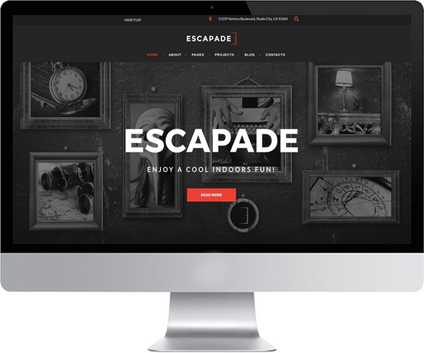 HAVE FUN!
11159 Ventura Boulevard, Studio City, CA 91604
ESCAPADE
HOME ABOUT PAGES PROJECTS BLOG CONTACTS
ESCAPADE
ENJOY A COOL INDOORS FUN!
READ MORE